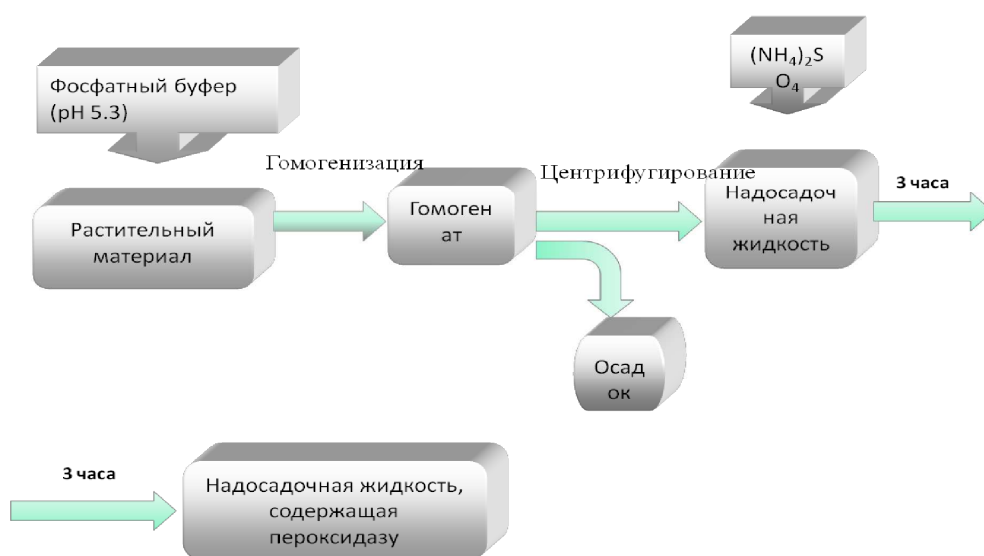 Фосфатный буфер
(pH 5.3)
(NH₄)₂S
O₄
Гомогенизация
Центрифугирование
Растительный
материал
Гомоген
ат
Надосадоч
ная
жидкость
3 часа
Осад
ок
3 часа
Надосадочная жидкость,
содержащая
пероксидазу